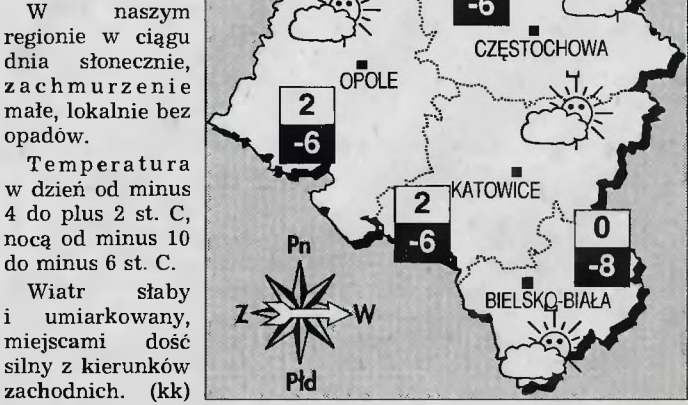 W naszym
regionie w ciągu
dnia słonecznie,
zachmurzenie
małe, lokalnie bez
opadów.
Temperatura
w dzień od minus
4 do plus 2 st. C,
nocą od minus 10
do minus 6 st. C.
Wiatr słaby
i umiarkowany,
miejscami dość
silny z kierunków
zachodnich. (kk)
-6
CZĘSTOCHOWA
OPOLE
2
-6
KATOWICE
2
-6
0
-8
BIELSKO-BIAŁA
Pn
Z W
Płd